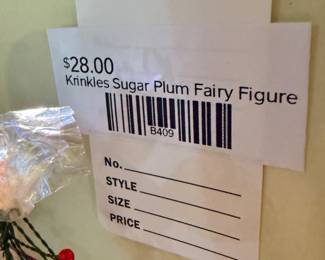 $28.00
Krinkles Sugar Plum Fairy Figure
B409
No.
STYLE
SIZE
PRICE